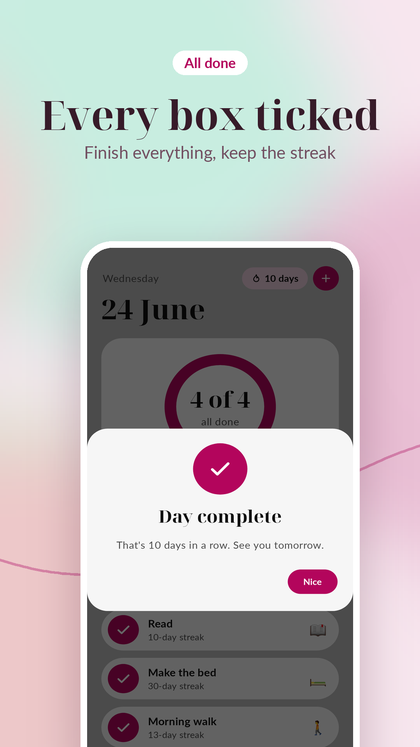 All done
Every box ticked
Finish everything, keep the streak
Wednesday
10 days
24 June
4 of 4
all done
Day complete
That's 10 days in a row. See you tomorrow.
Nice
Read
10-day streak
Make the bed
30-day streak
Morning walk
13-day streak